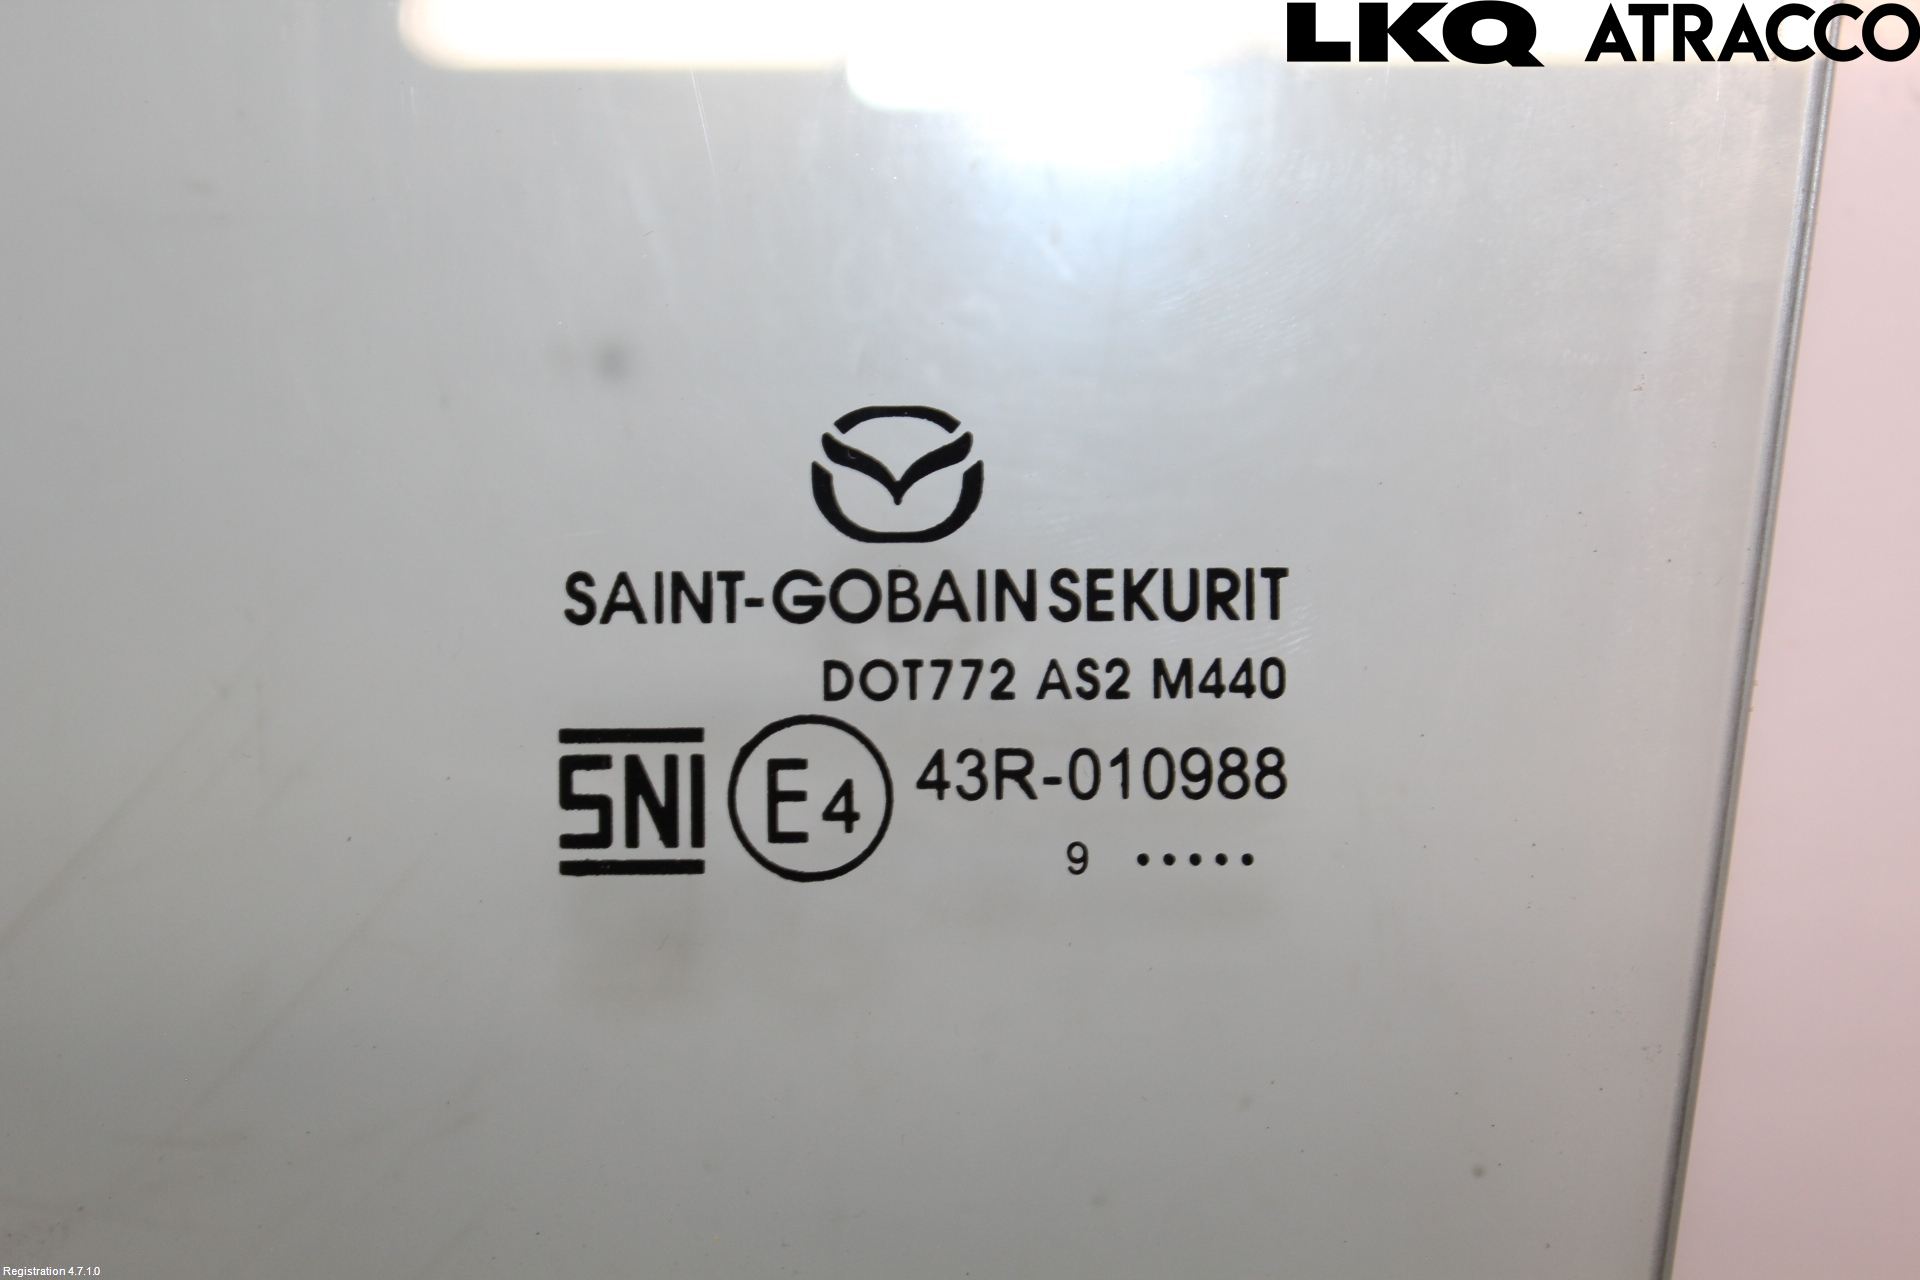 LKQ ATRACCO
SAINT-GOBAIN SEKURIT
DOT772 AS2 M440
SNI E4 43R-010988
9 •••••
Registration 4.7.1.0